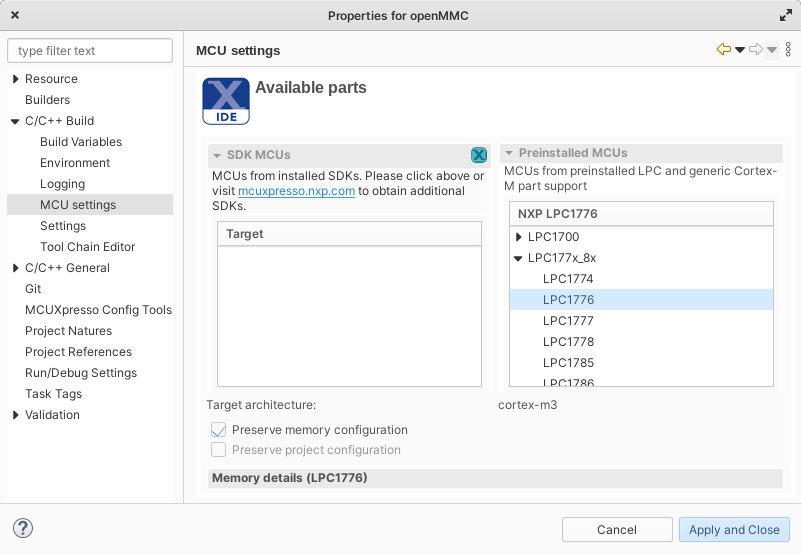 Properties for openMMC
type filter text
Resource
Builders
C/C++ Build
Build Variables
Environment
Logging
MCU settings
Settings
Tool Chain Editor
C/C++ General
Git
MCUXpresso Config Tools
Project Natures
Project References
Run/Debug Settings
Task Tags
Validation
MCU settings
X
IDE
Available parts
SDK MCUs
MCUs from installed SDKs. Please click above or
visit mcuxpresso.nxp.com to obtain additional
SDKs.
Target
Preinstalled MCUs
MCUs from preinstalled LPC and generic Cortex-
M part support
NXP LPC1776
LPC1700
LPC177x_8x
LPC1774
LPC1776
LPC1777
LPC1778
LPC1785
LPC1786
Target architecture:
cortex-m3
Preserve memory configuration
Preserve project configuration
Memory details (LPC1776)
?
Cancel
Apply and Close